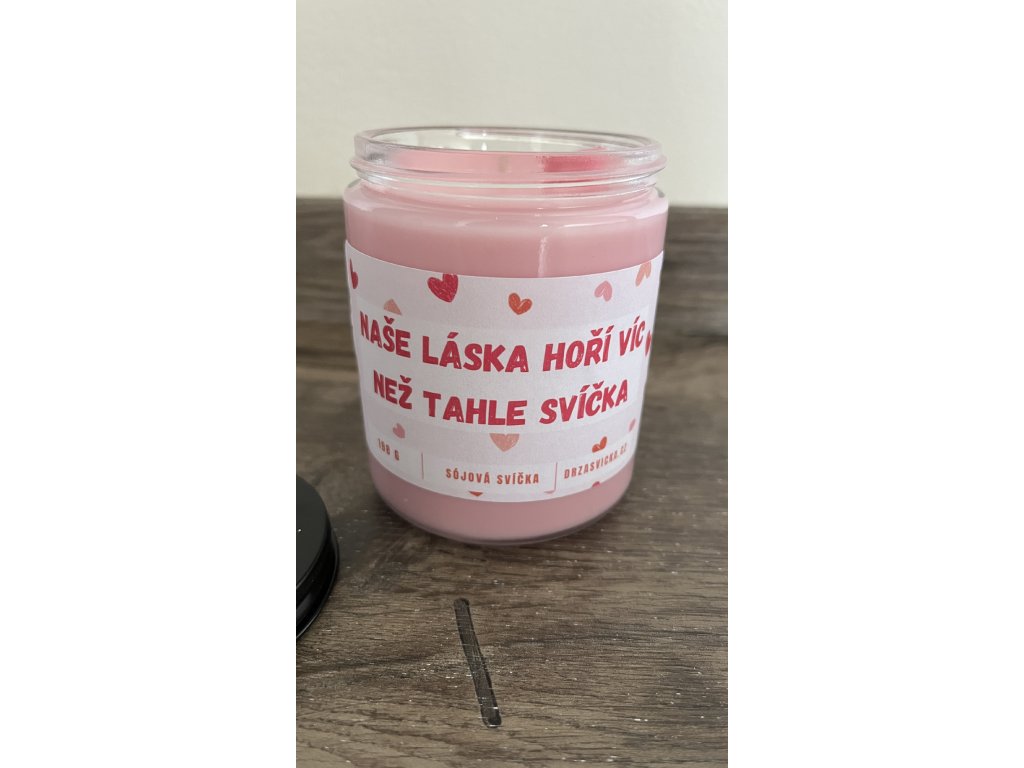 NAŠE LÁSKA HOŘÍ VÍC
NEŽ TAHLE SVÍČKA
G
SÓJOVÁ SVÍČKA
DRZASVICKA.CZ